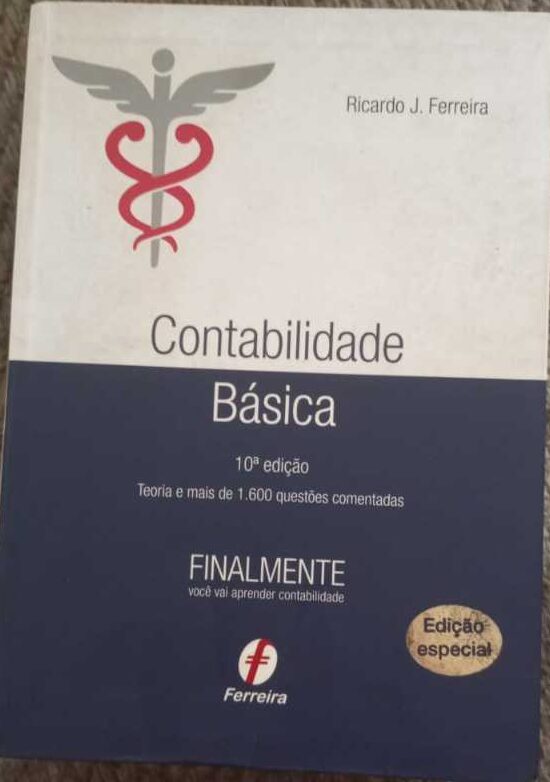 Ricardo J. Ferreira
Contabilidade
Básica
10ª edição
Teoria e mais de 1.600 questões comentadas
FINALMENTE
você vai aprender contabilidade
Edição
especial
Ferreira